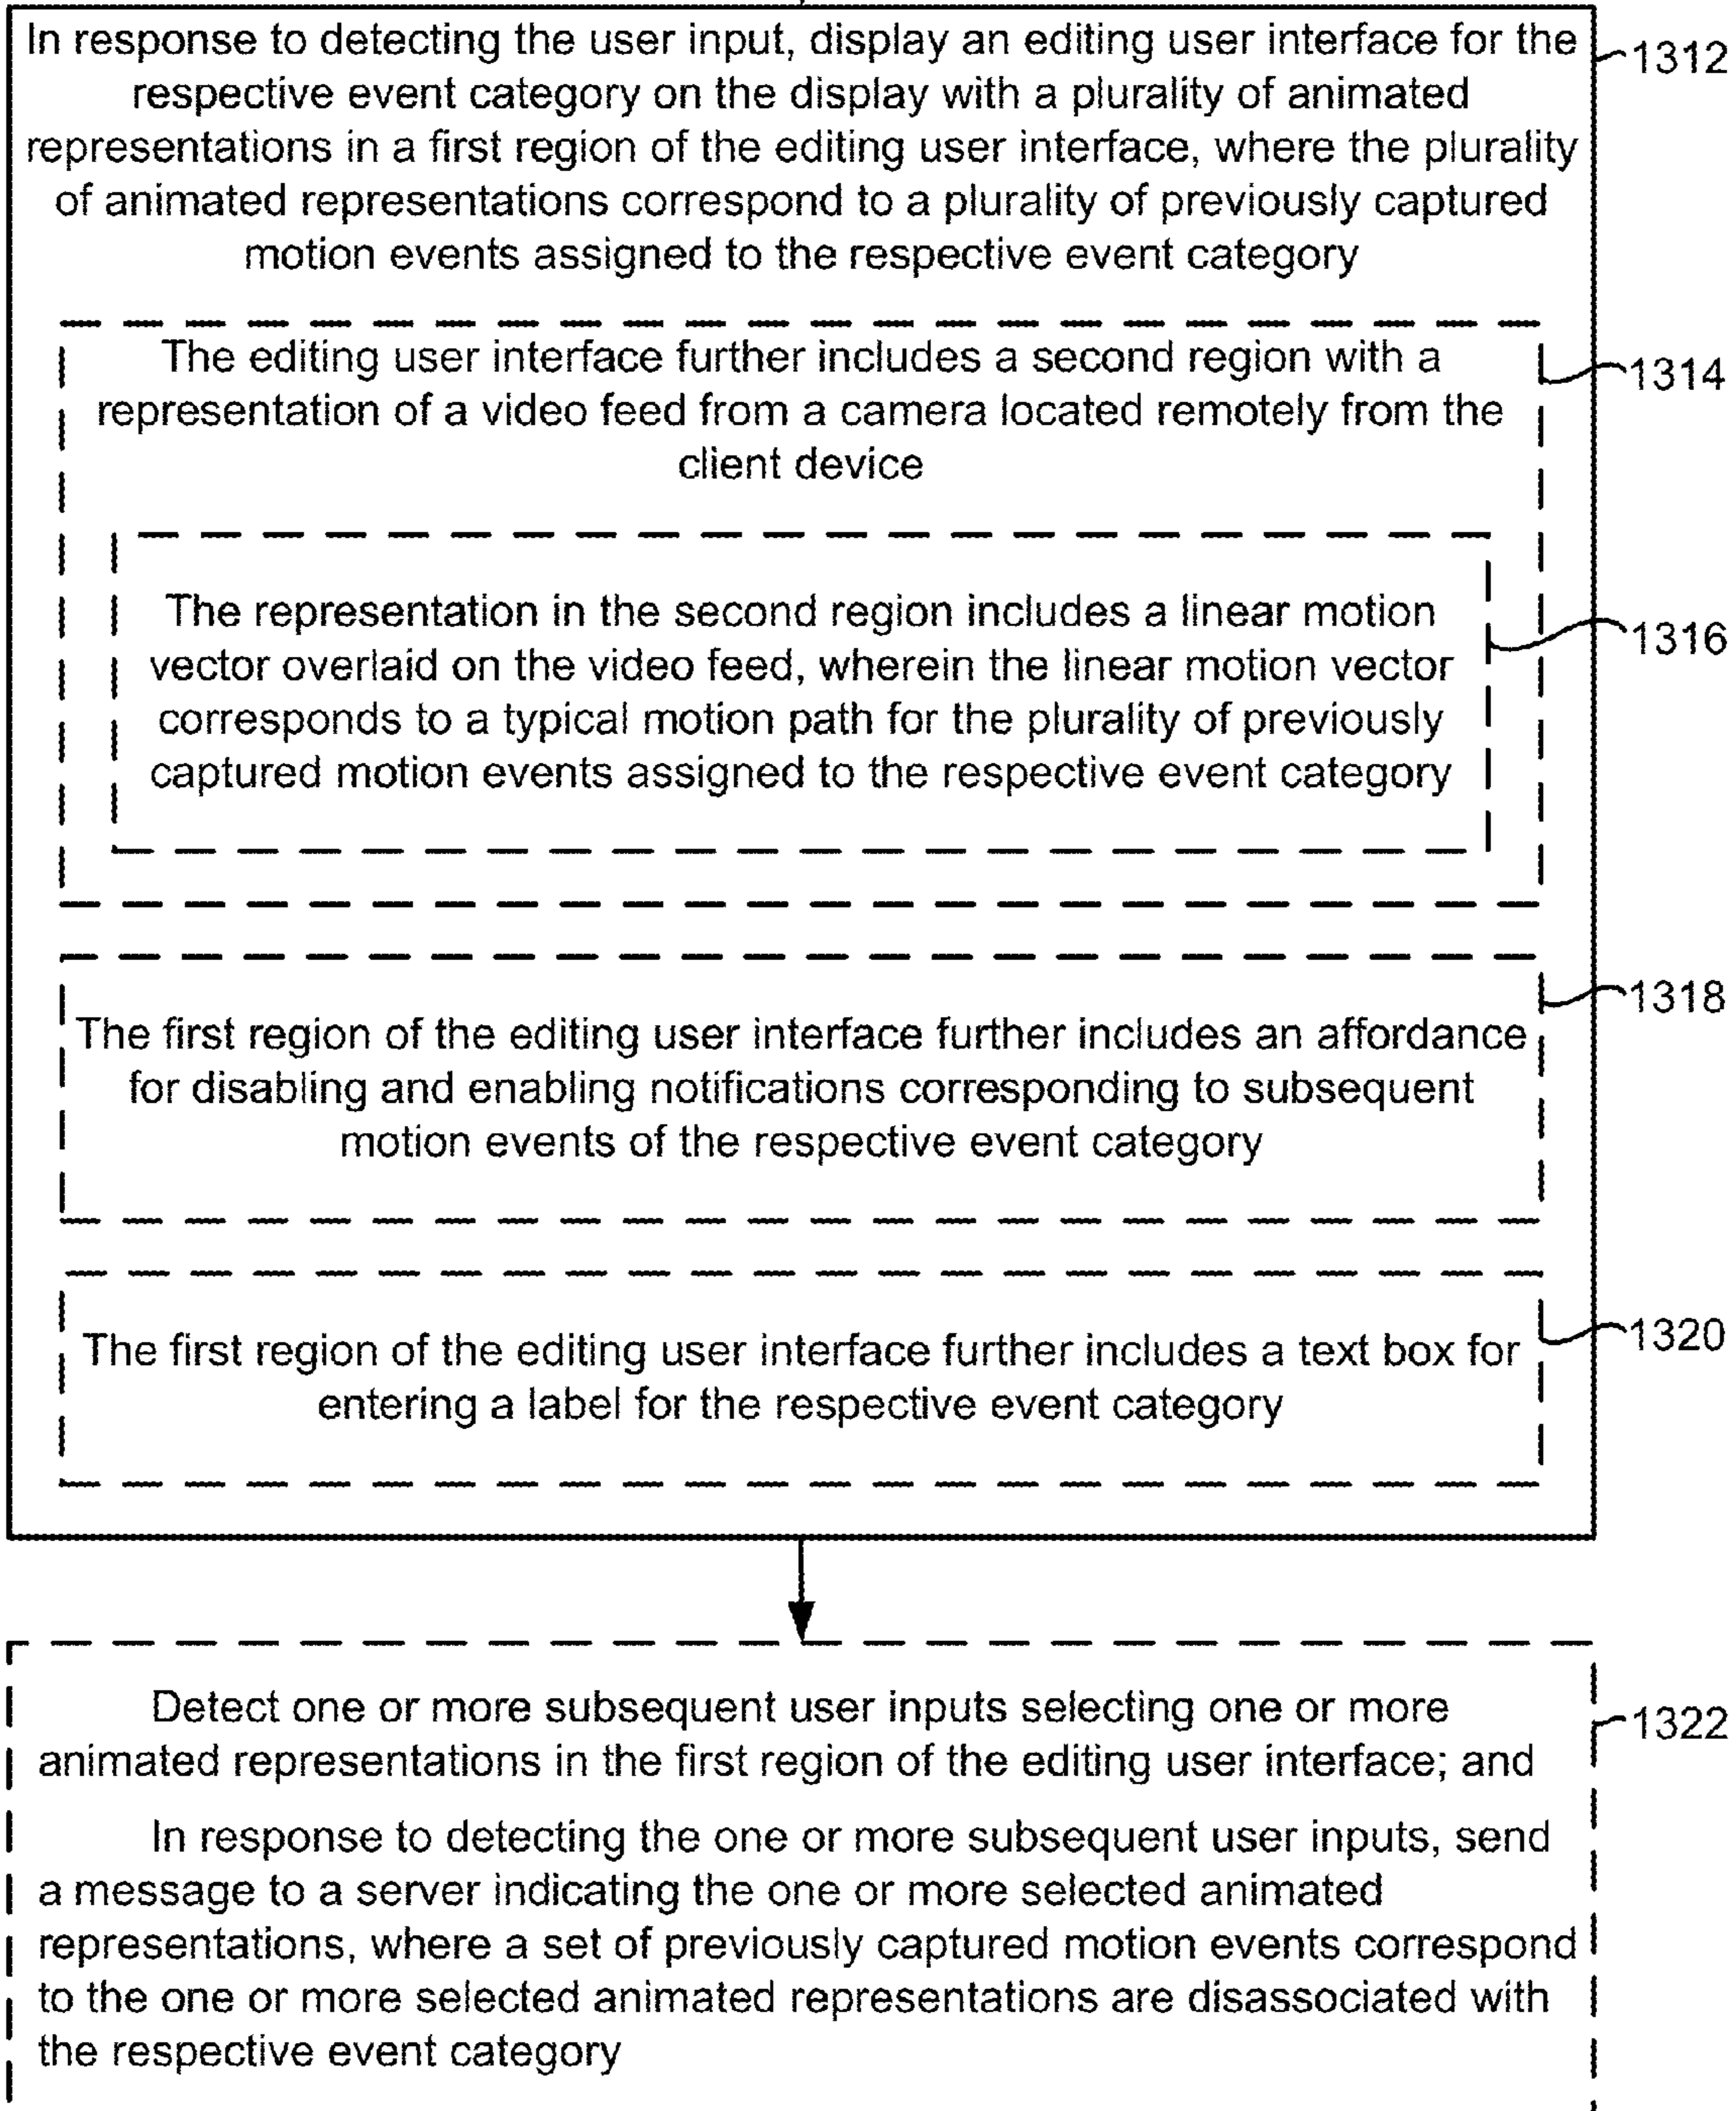 In response to detecting the user input, display an editing user interface for the
1312
respective event category on the display with a plurality of animated
representations in a first region of the editing user interface, where the plurality
of animated representations correspond to a plurality of previously captured
motion events assigned to the respective event category
The editing user interface further includes a second region with a
1314
representation of a video feed from a camera located remotely from the
client device
The representation in the second region includes a linear motion
1316
vector overlaid on the video feed, wherein the linear motion vector
corresponds to a typical motion path for the plurality of previously
captured motion events assigned to the respective event category
1318
The first region of the editing user interface further includes an affordance
for disabling and enabling notifications corresponding to subsequent
motion events of the respective event category
1320
The first region of the editing user interface further includes a text box for
entering a label for the respective event category
Detect one or more subsequent user inputs selecting one or more
1322
animated representations in the first region of the editing user interface; and
In response to detecting the one or more subsequent user inputs, send
a message to a server indicating the one or more selected animated
representations, where a set of previously captured motion events correspond
to the one or more selected animated representations are disassociated with
the respective event category